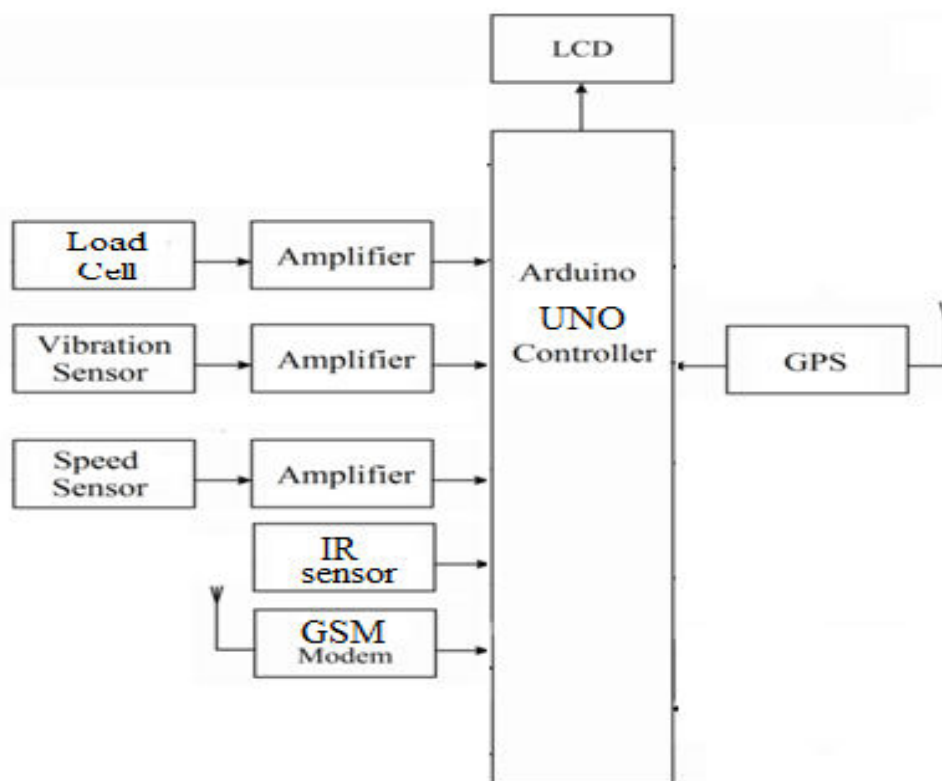 LCD
Load
Cell
Amplifier
Arduino
UNO
Controller
Vibration
Sensor
Amplifier
GPS
Speed
Sensor
Amplifier
IR
sensor
GSM
Modem